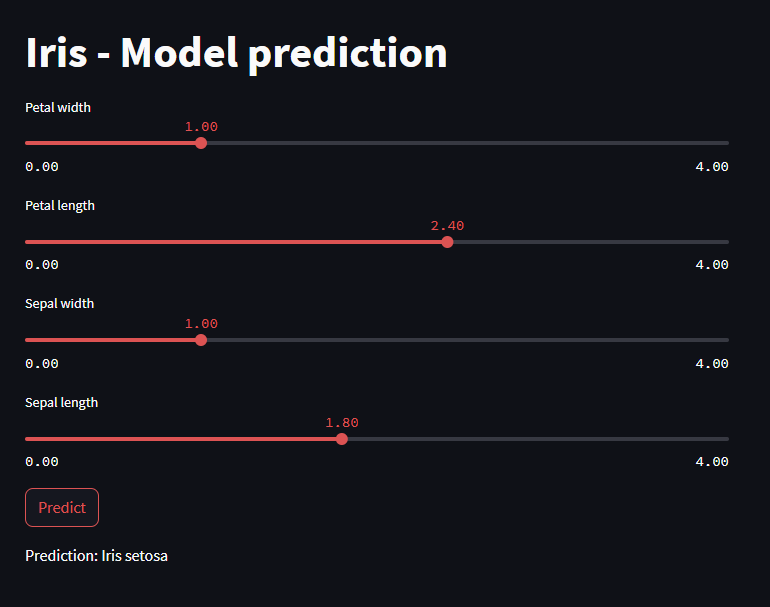 Iris - Model prediction
Petal width
1.00
0.00 4.00
Petal length
2.40
0.00 4.00
Sepal width
1.00
0.00 4.00
Sepal length
1.80
0.00 4.00
Predict
Prediction: Iris setosa